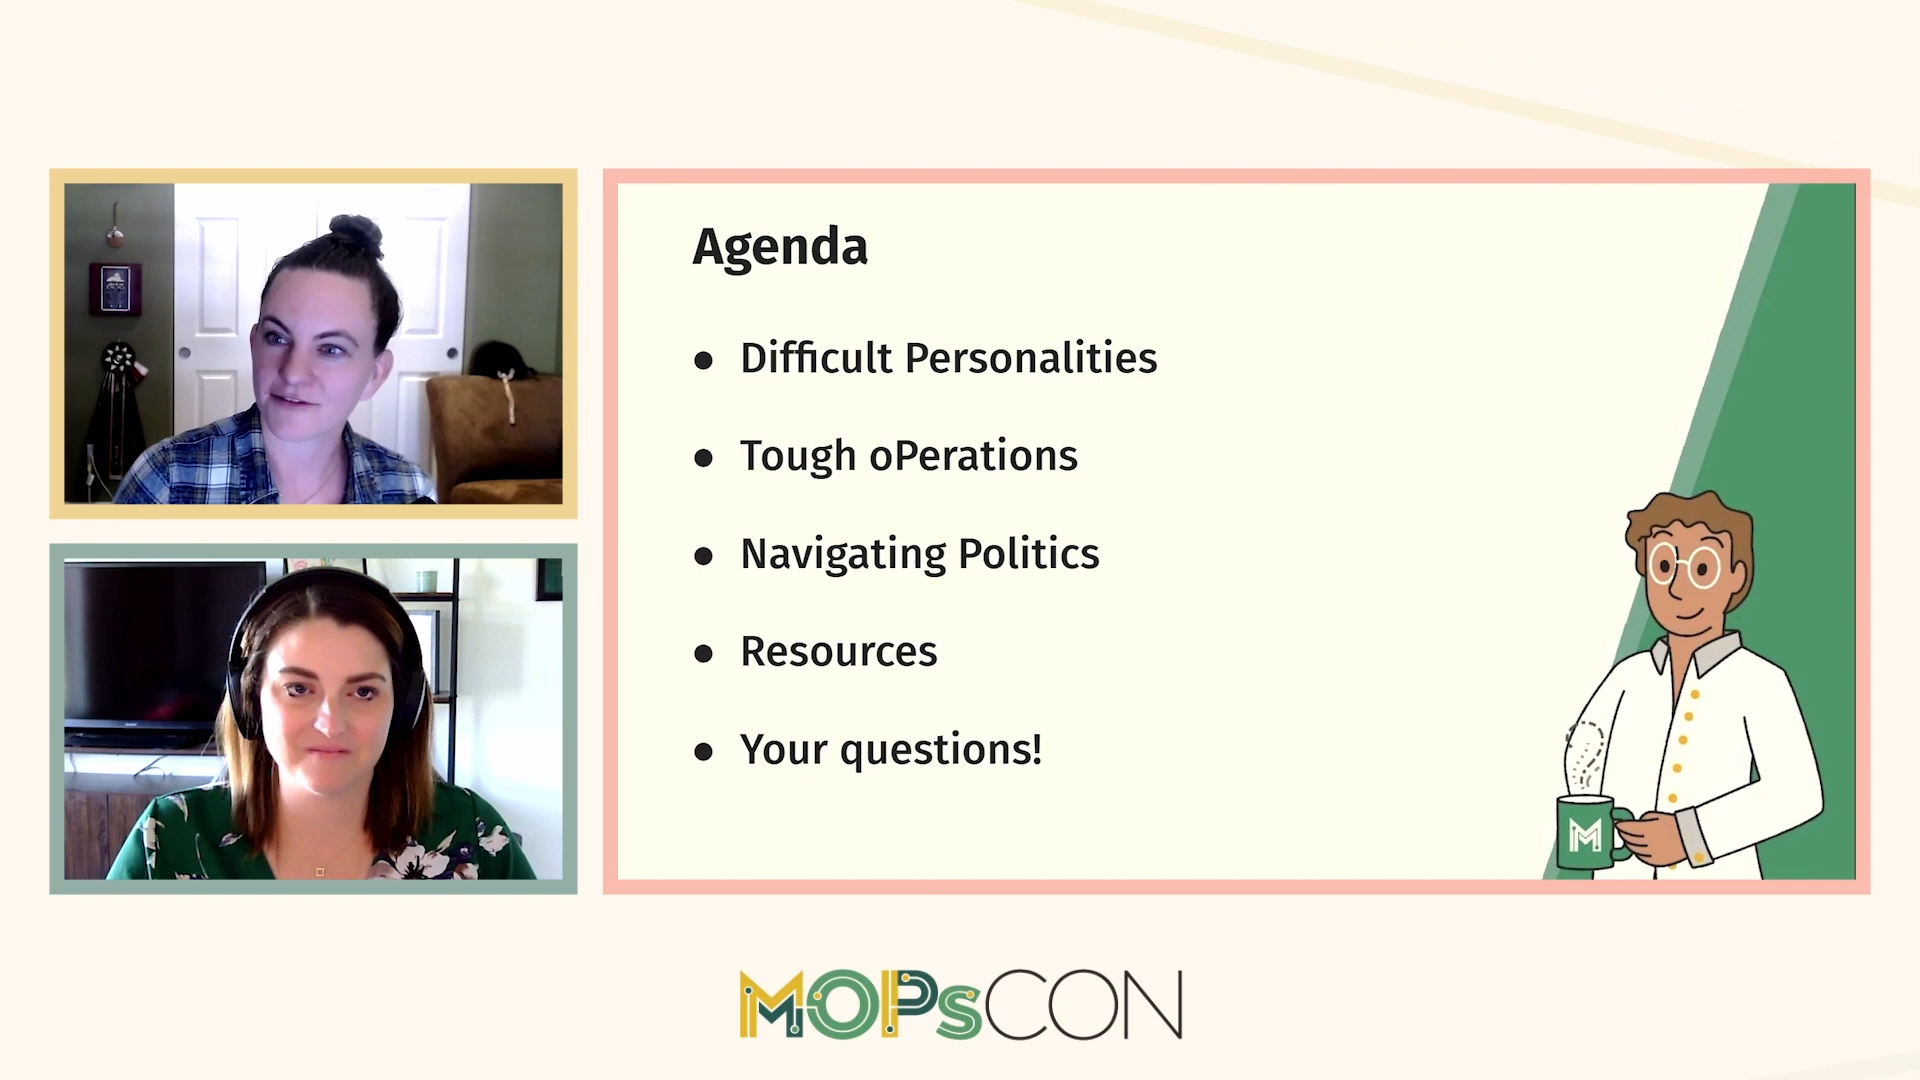 Agenda
● Difficult Personalities
● Tough oPerations
● Navigating Politics
● Resources
● Your questions!
M
MOPsCON